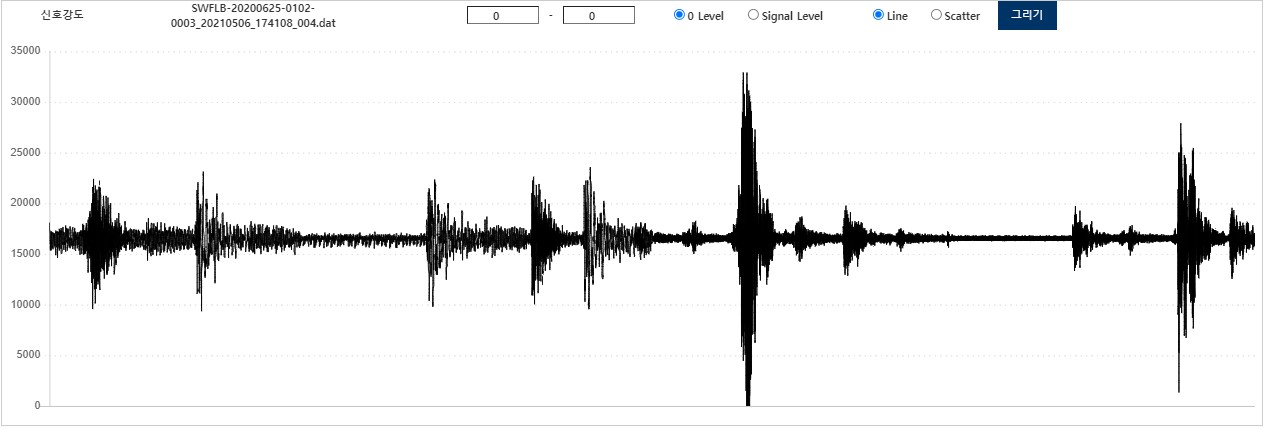 신호강도
SWFLB-20200625-0102-
0003_20210506_174108_004.dat
0 - 0
0 Level Signal Level
Line Scatter
그리기
35000
30000
25000
20000
15000
10000
5000
0